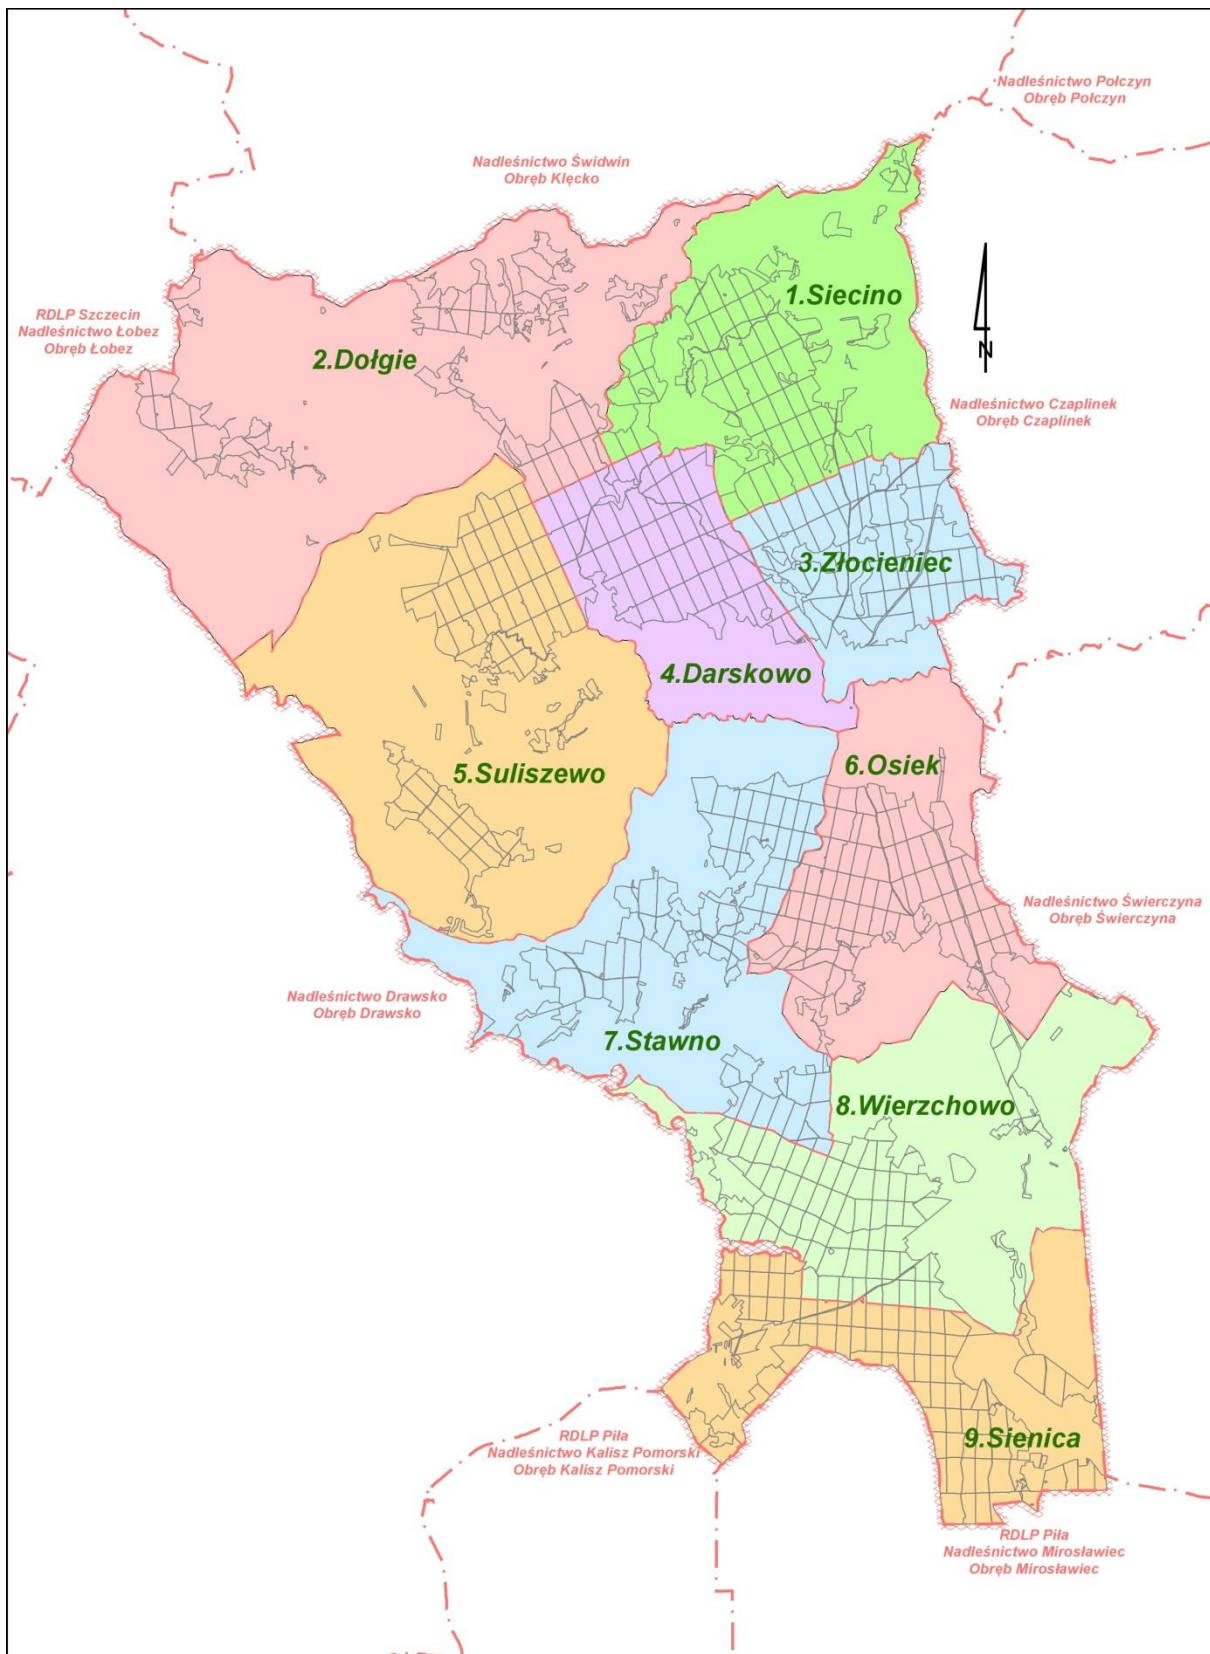 Nadleśnictwo Połczyn
Obręb Połczyn
Nadleśnictwo Świdwin
Obręb Klęcko
1.Siecino
RDLP Szczecin
Nadleśnictwo Łobez
Obręb Łobez
2.Dołgie
N
Nadleśnictwo Czaplinek
Obręb Czaplinek
3.Złocieniec
4.Darskowo
5.Suliszewo
6.Osiek
Nadleśnictwo Świerczyna
Obręb Świerczyna
Nadleśnictwo Drawsko
Obręb Drawsko
7.Stawno
8.Wierzchowo
RDLP Piła
Nadleśnictwo Kalisz Pomorski
Obręb Kalisz Pomorski
9.Sienica
RDLP Piła
Nadleśnictwo Mirosławiec
Obręb Mirosławiec